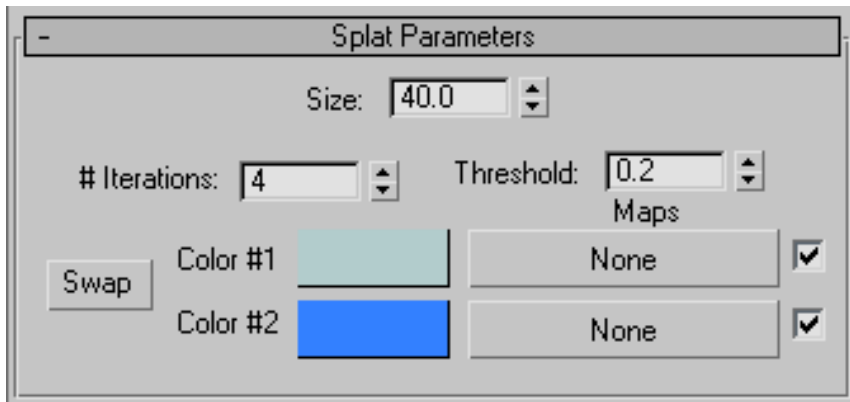 - Splat Parameters
Size: 40.0
# Iterations: 4 Threshold: 0.2
Maps
Swap Color #1 None
Color #2 None